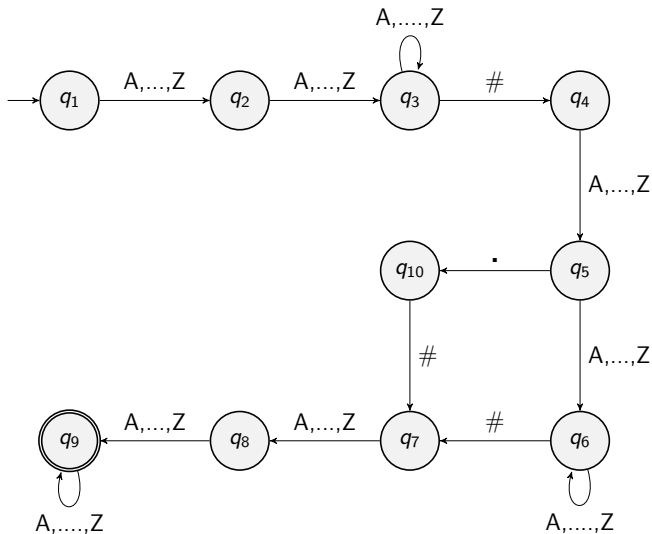 A,....,Z
q1 A,...,Z q2 A,...,Z q3 # q4
A,...,Z
q10 . q5
# A,...,Z
q9 A,...,Z q8 A,...,Z q7 # q6
A,....,Z A,....,Z